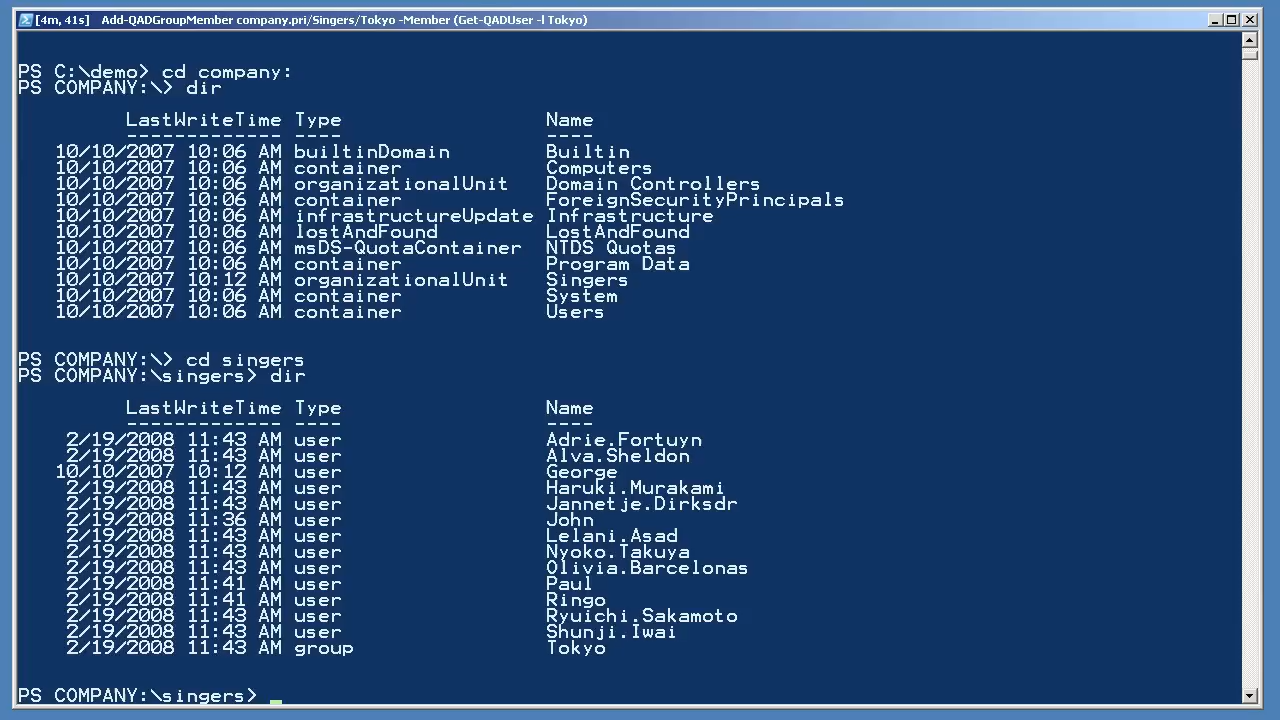 [4m, 41s] Add-QADGroupMember company.pri/Singers/Tokyo -Member (Get-QADUser -l Tokyo)
PS C:\demo> cd company:
PS COMPANY:\> dir
LastWriteTime Type Name
------------- ---- ----
10/10/2007 10:06 AM builtinDomain Builtin
10/10/2007 10:06 AM container Computers
10/10/2007 10:06 AM organizationalUnit Domain Controllers
10/10/2007 10:06 AM container ForeignSecurityPrincipals
10/10/2007 10:06 AM infrastructureUpdate Infrastructure
10/10/2007 10:06 AM lostAndFound LostAndFound
10/10/2007 10:06 AM msDS-QuotaContainer NTDS Quotas
10/10/2007 10:06 AM container Program Data
10/10/2007 10:12 AM organizationalUnit Singers
10/10/2007 10:06 AM container System
10/10/2007 10:06 AM container Users
PS COMPANY:\> cd singers
PS COMPANY:\singers> dir
LastWriteTime Type Name
------------- ---- ----
2/19/2008 11:43 AM user Adrie.Fortuyn
2/19/2008 11:43 AM user Alva.Sheldon
10/10/2007 10:12 AM user George
2/19/2008 11:43 AM user Haruki.Murakami
2/19/2008 11:43 AM user Jannetje.Dirksdr
2/19/2008 11:36 AM user John
2/19/2008 11:43 AM user Lelani.Asad
2/19/2008 11:43 AM user Nyoko.Takuya
2/19/2008 11:43 AM user Olivia.Barcelonas
2/19/2008 11:41 AM user Paul
2/19/2008 11:41 AM user Ringo
2/19/2008 11:43 AM user Ryuichi.Sakamoto
2/19/2008 11:43 AM user Shunji.Iwai
2/19/2008 11:43 AM group Tokyo
PS COMPANY:\singers> _